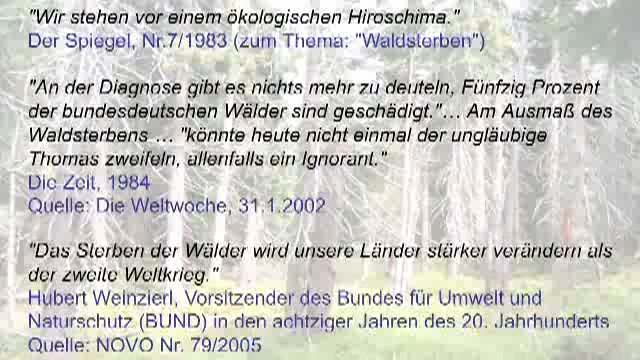 "Wir stehen vor einem ökologischen Hiroschima."
Der Spiegel, Nr.7/1983 (zum Thema: "Waldsterben")
"An der Diagnose gibt es nichts mehr zu deuteln, Fünfzig Prozent
der bundesdeutschen Wälder sind geschädigt."… Am Ausmaß des
Waldsterbens … "könnte heute nicht einmal der ungläubige
Thomas zweifeln, allenfalls ein Ignorant."
Die Zeit, 1984
Quelle: Die Weltwoche, 31.1.2002
"Das Sterben der Wälder wird unsere Länder stärker verändern als
der zweite Weltkrieg."
Hubert Weinzierl, Vorsitzender des Bundes für Umwelt und
Naturschutz (BUND) in den achtziger Jahren des 20. Jahrhunderts
Quelle: NOVO Nr. 79/2005